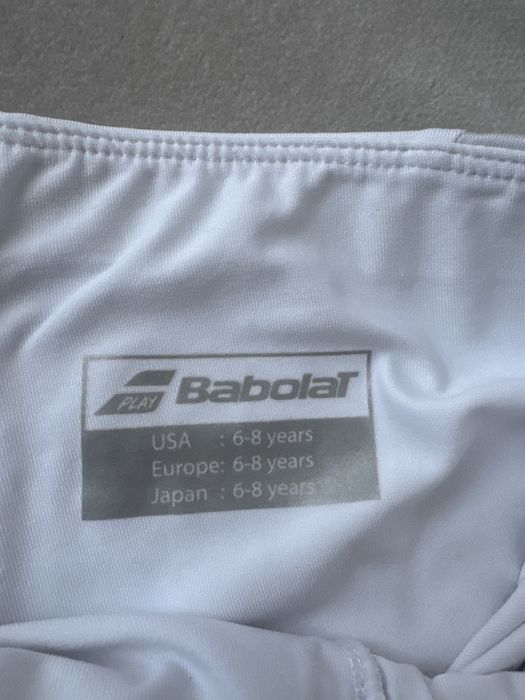 PLAY BabolaT
USA : 6-8 years
Europe: 6-8 years
Japan : 6-8 years